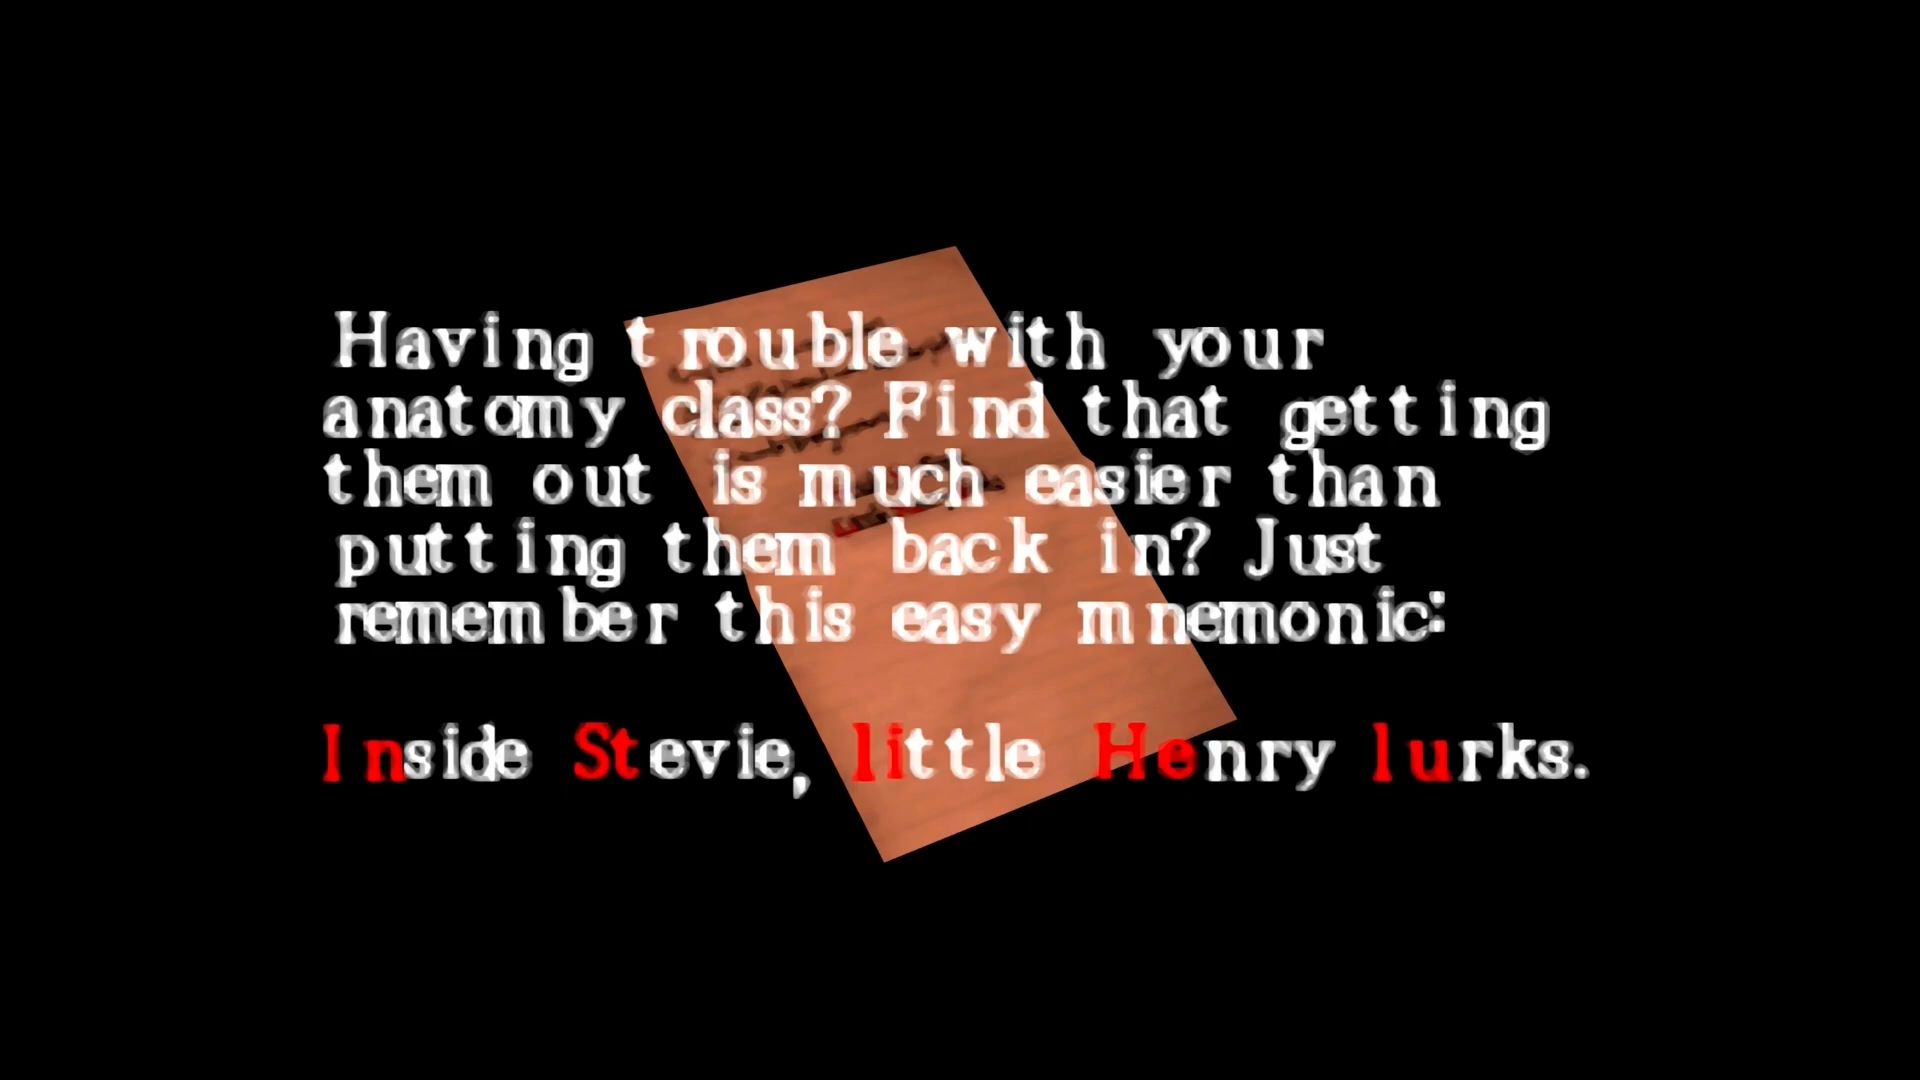 Having trouble with your
anatomy class? Find that getting
them out is much easier than
putting them back in? Just
remember this easy mnemonic:
Inside Stevie, little Henry lurks.